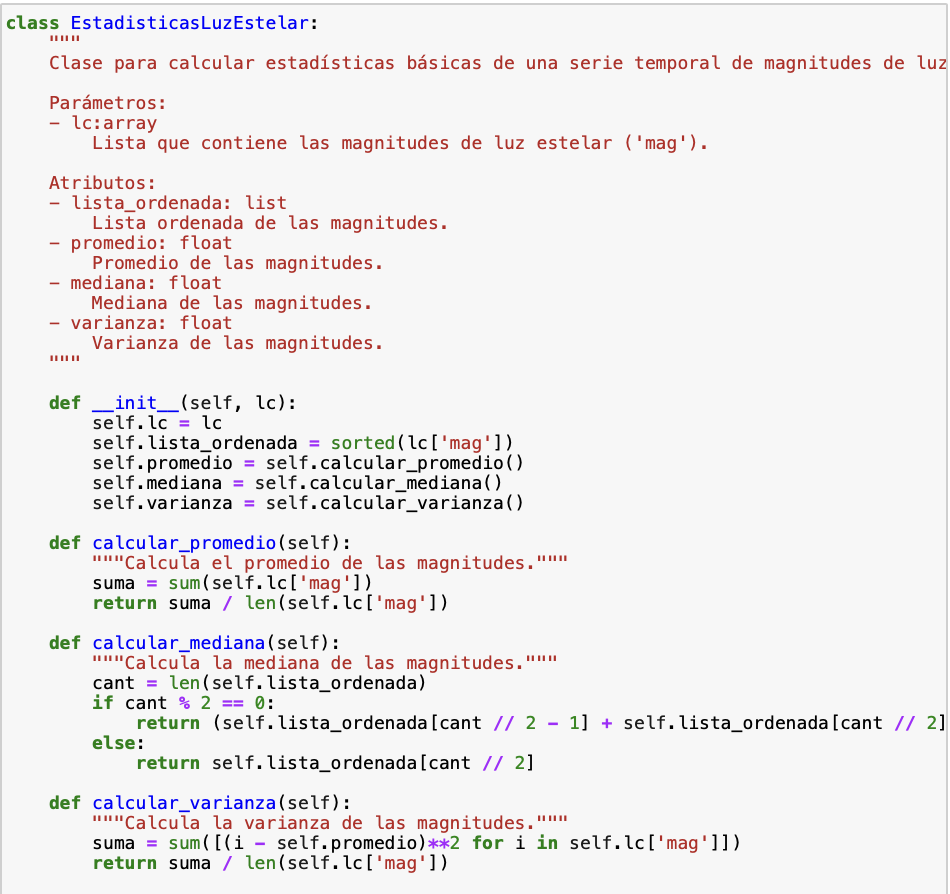 class EstadisticasLuzEstelar:
    """
    Clase para calcular estadísticas básicas de una serie temporal de magnitudes de luz

    Parámetros:
    - lc:array
        Lista que contiene las magnitudes de luz estelar ('mag').

    Atributos:
    - lista_ordenada: list
        Lista ordenada de las magnitudes.
    - promedio: float
        Promedio de las magnitudes.
    - mediana: float
        Mediana de las magnitudes.
    - varianza: float
        Varianza de las magnitudes.
    """

    def __init__(self, lc):
        self.lc = lc
        self.lista_ordenada = sorted(lc['mag'])
        self.promedio = self.calcular_promedio()
        self.mediana = self.calcular_mediana()
        self.varianza = self.calcular_varianza()

    def calcular_promedio(self):
        """Calcula el promedio de las magnitudes."""
        suma = sum(self.lc['mag'])
        return suma / len(self.lc['mag'])

    def calcular_mediana(self):
        """Calcula la mediana de las magnitudes."""
        cant = len(self.lista_ordenada)
        if cant % 2 == 0:
            return (self.lista_ordenada[cant // 2 - 1] + self.lista_ordenada[cant // 2]
        else:
            return self.lista_ordenada[cant // 2]

    def calcular_varianza(self):
        """Calcula la varianza de las magnitudes."""
        suma = sum([(i - self.promedio)**2 for i in self.lc['mag']])
        return suma / len(self.lc['mag'])